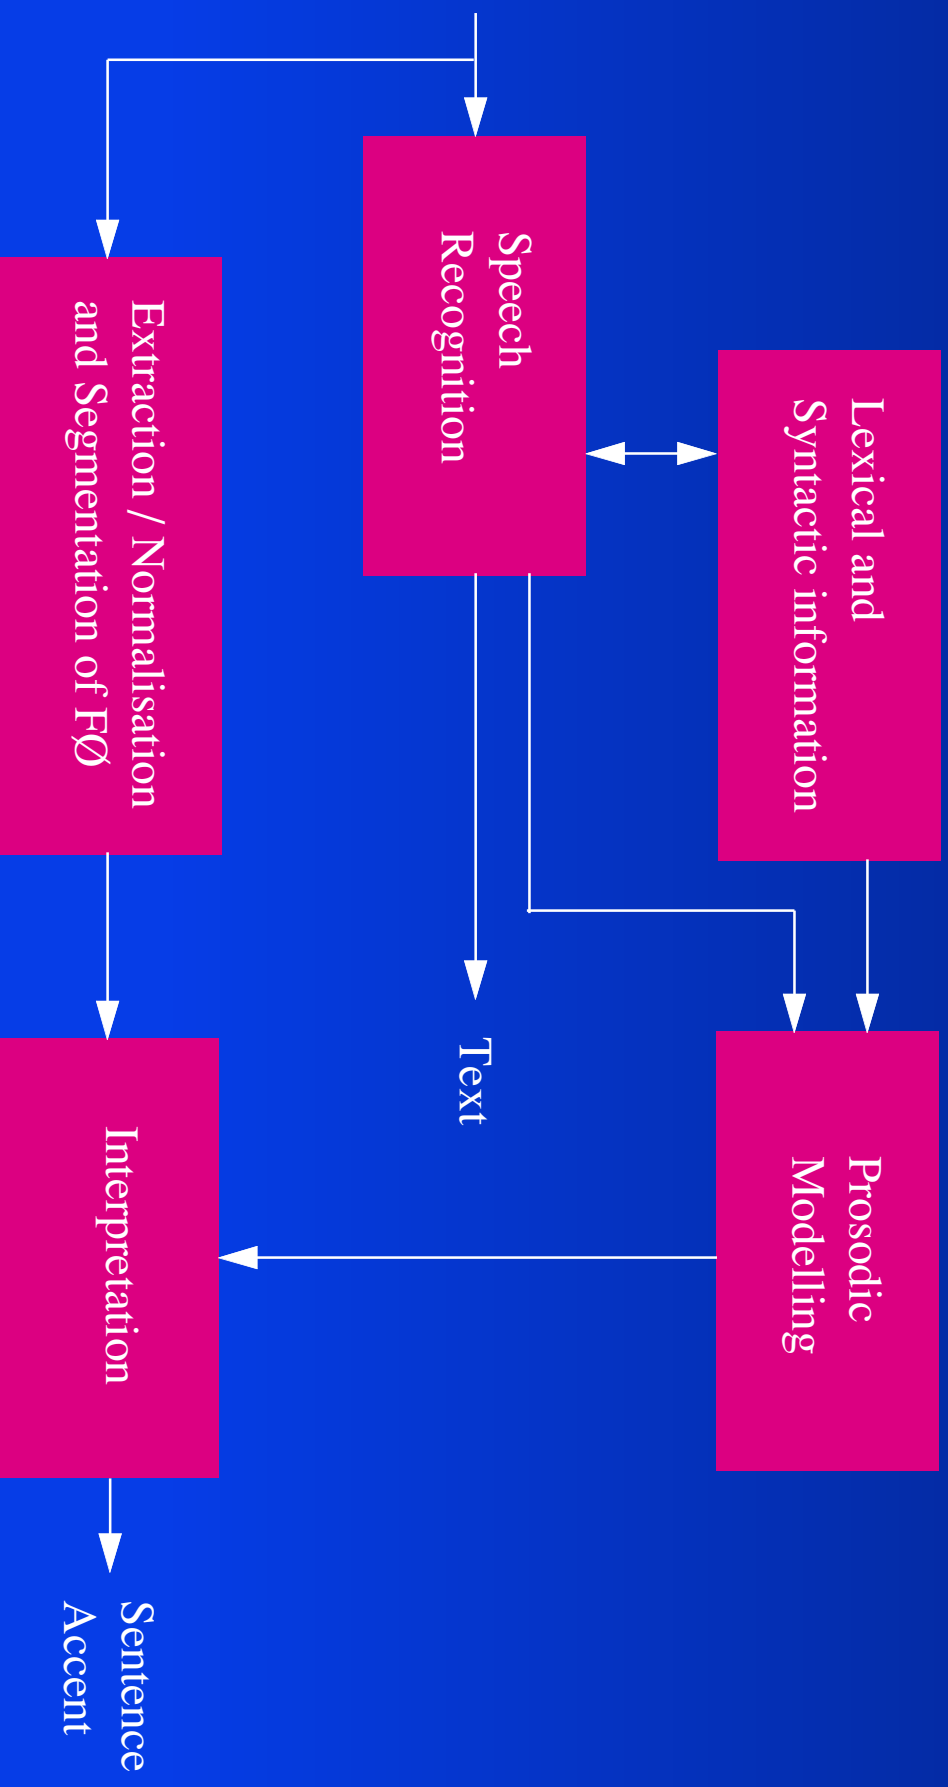 Lexical and
Syntactic information
Prosodic
Modelling
Speech
Recognition
Text
Extraction / Normalisation
and Segmentation of FØ
Interpretation
Sentence
Accent